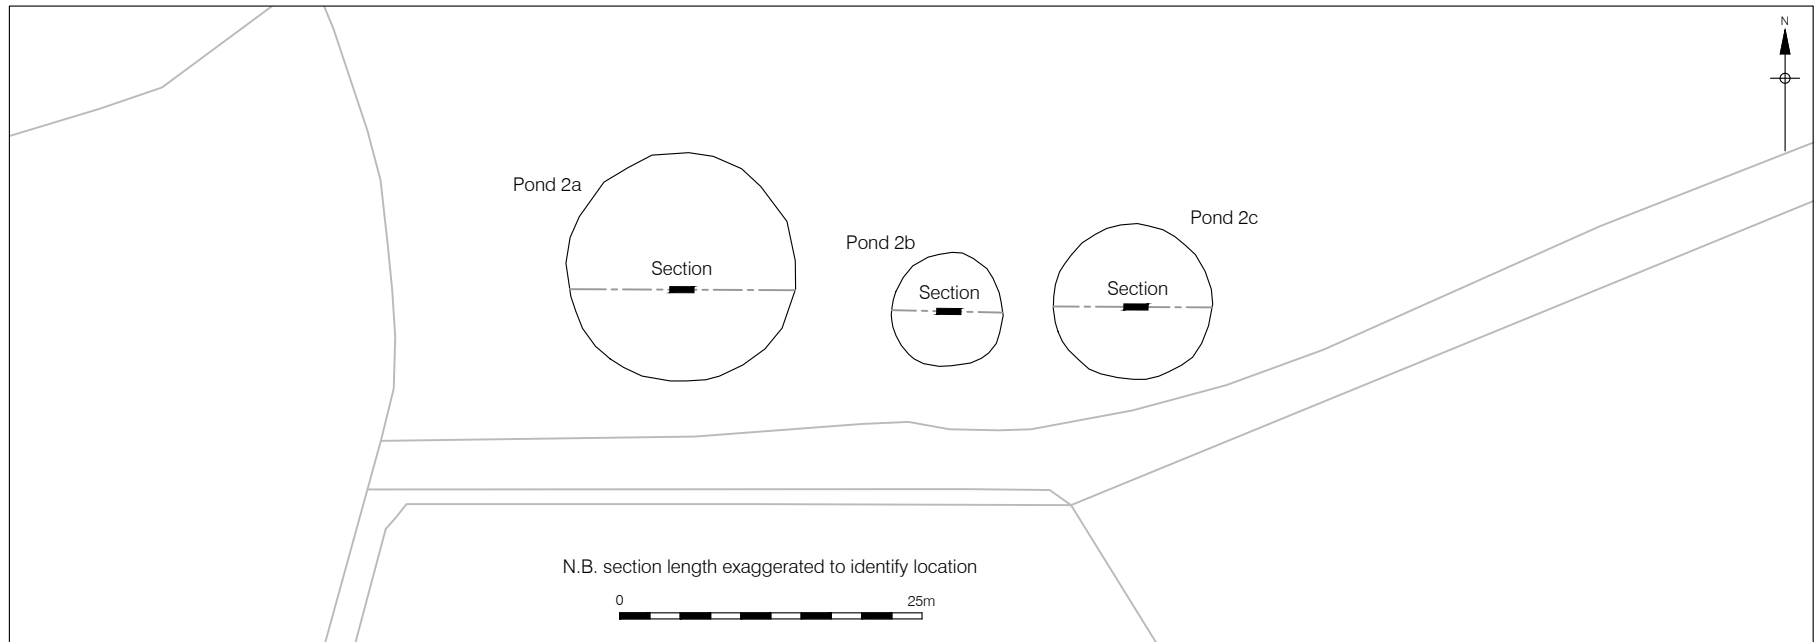 N
Pond 2a
Pond 2c
Pond 2b
Section
Section
Section
N.B. section length exaggerated to identify location
0 25m